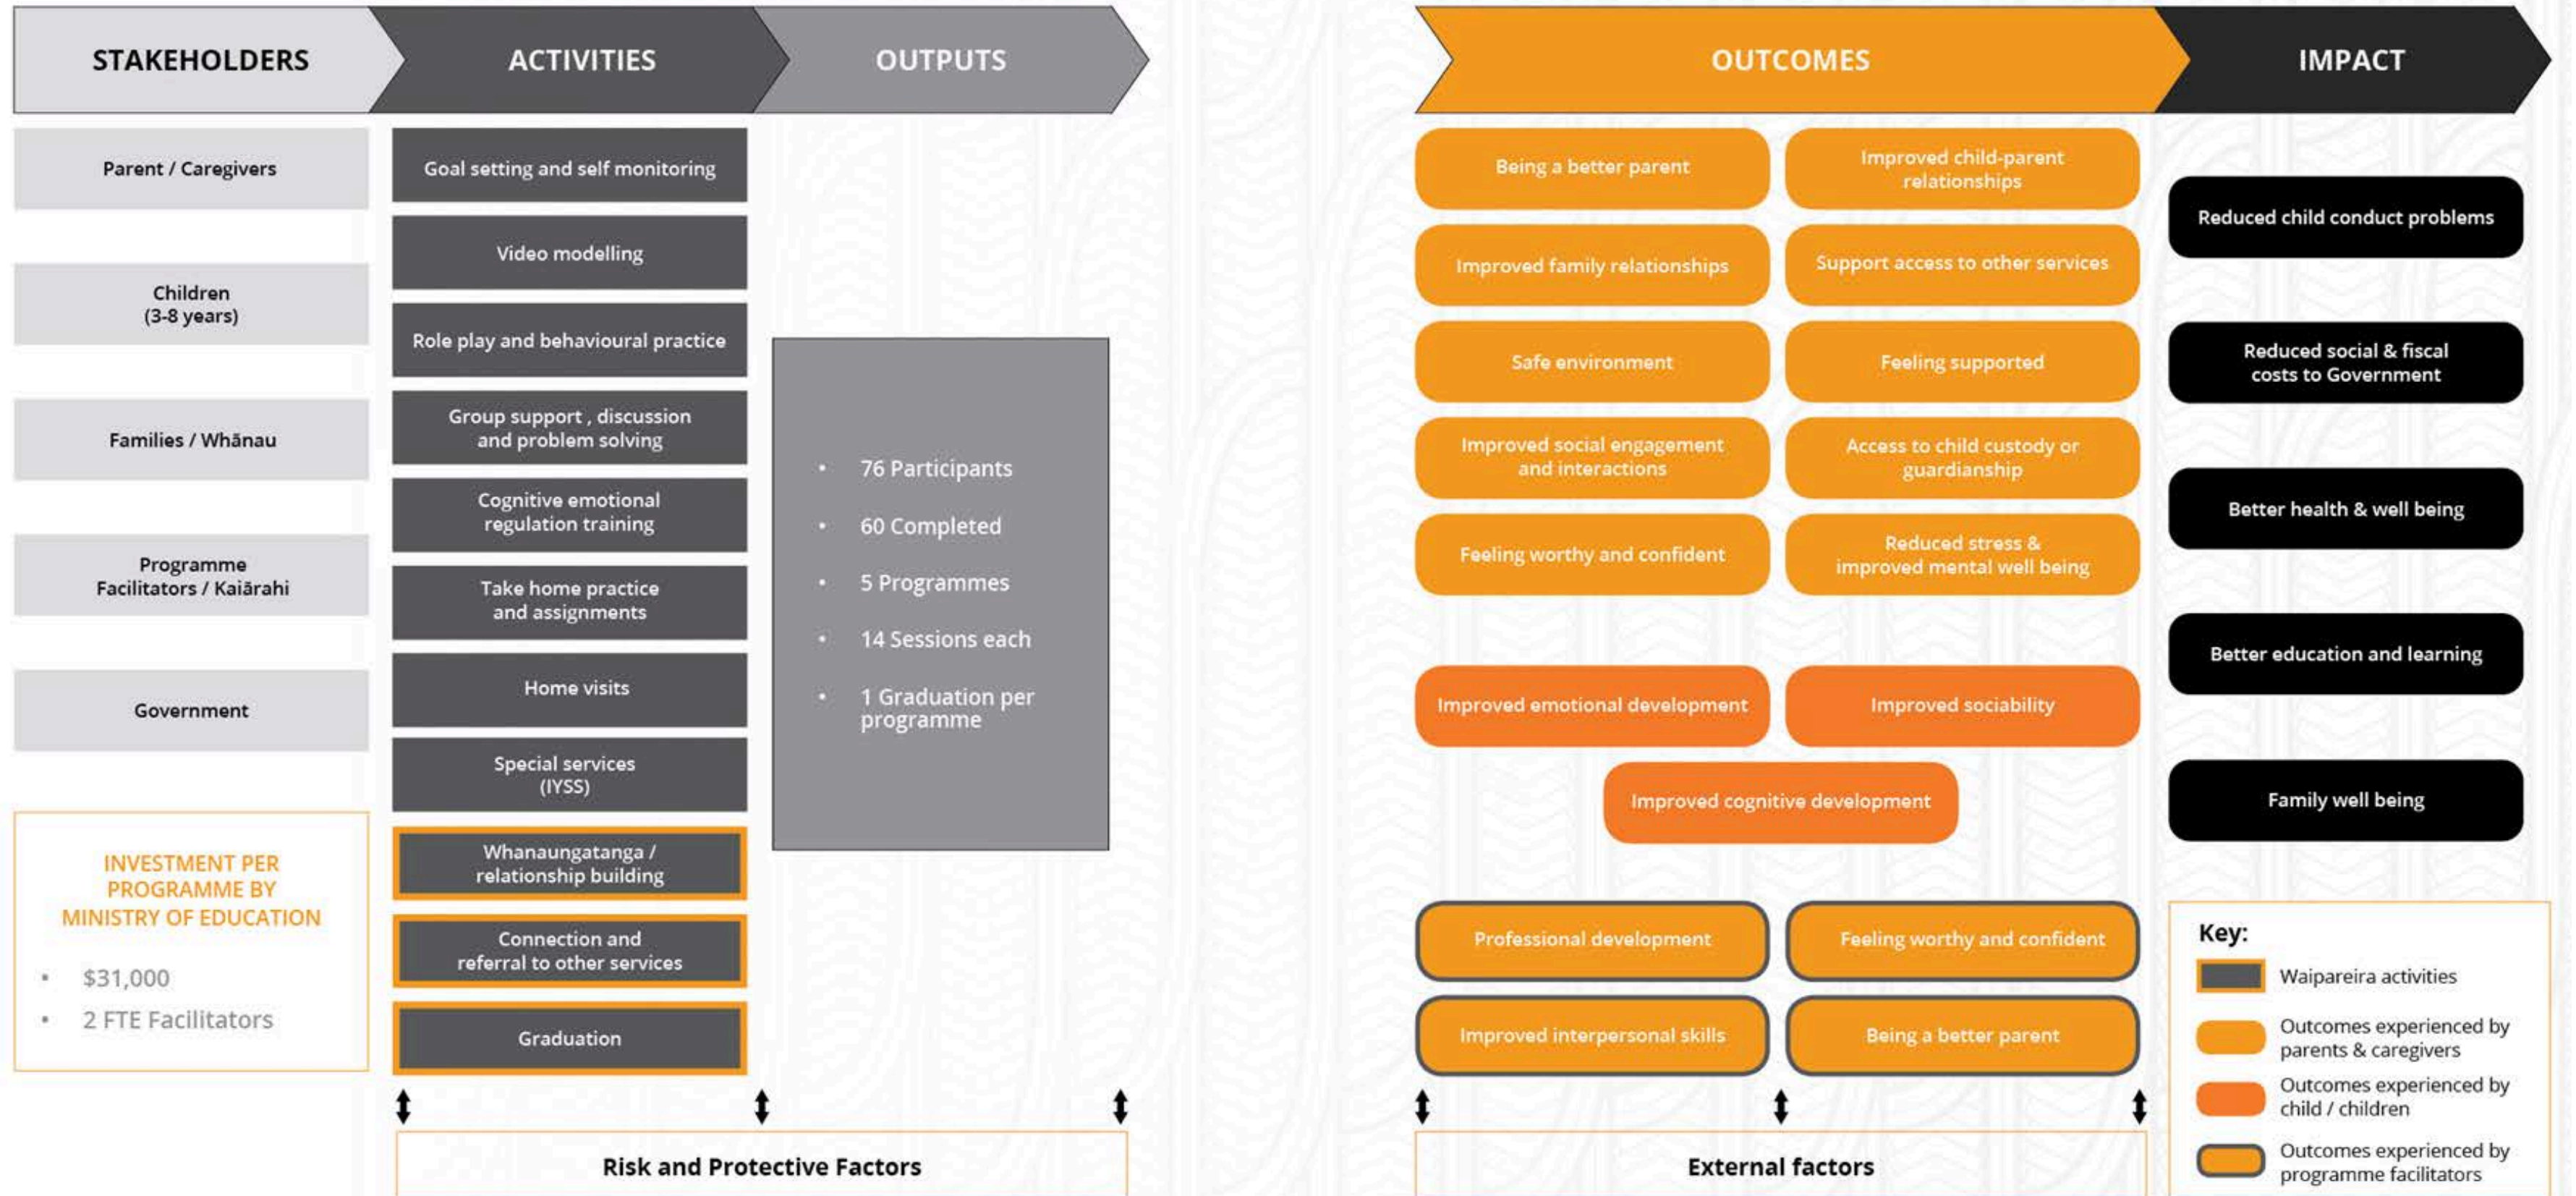 STAKEHOLDERS
ACTIVITIES
OUTPUTS
OUTCOMES
IMPACT
Parent / Caregivers
Children
(3-8 years)
Families / Whānau
Programme
Facilitators / Kaiārahi
Government
INVESTMENT PER
PROGRAMME BY
MINISTRY OF EDUCATION
• $31,000
• 2 FTE Facilitators
Goal setting and self monitoring
Video modelling
Role play and behavioural practice
Group support , discussion
and problem solving
Cognitive emotional
regulation training
Take home practice
and assignments
Home visits
Special services
(IYSS)
Whanaungatanga /
relationship building
Connection and
referral to other services
Graduation
• 76 Participants
• 60 Completed
• 5 Programmes
• 14 Sessions each
• 1 Graduation per
programme
Risk and Protective Factors
Being a better parent
Improved child-parent
relationships
Improved family relationships
Support access to other services
Safe environment
Feeling supported
Improved social engagement
and interactions
Access to child custody or
guardianship
Feeling worthy and confident
Reduced stress &
improved mental well being
Improved emotional development
Improved sociability
Improved cognitive development
Professional development
Feeling worthy and confident
Improved interpersonal skills
Being a better parent
External factors
Reduced child conduct problems
Reduced social & fiscal
costs to Government
Better health & well being
Better education and learning
Family well being
Key:
Waipareira activities
Outcomes experienced by
parents & caregivers
Outcomes experienced by
child / children
Outcomes experienced by
programme facilitators